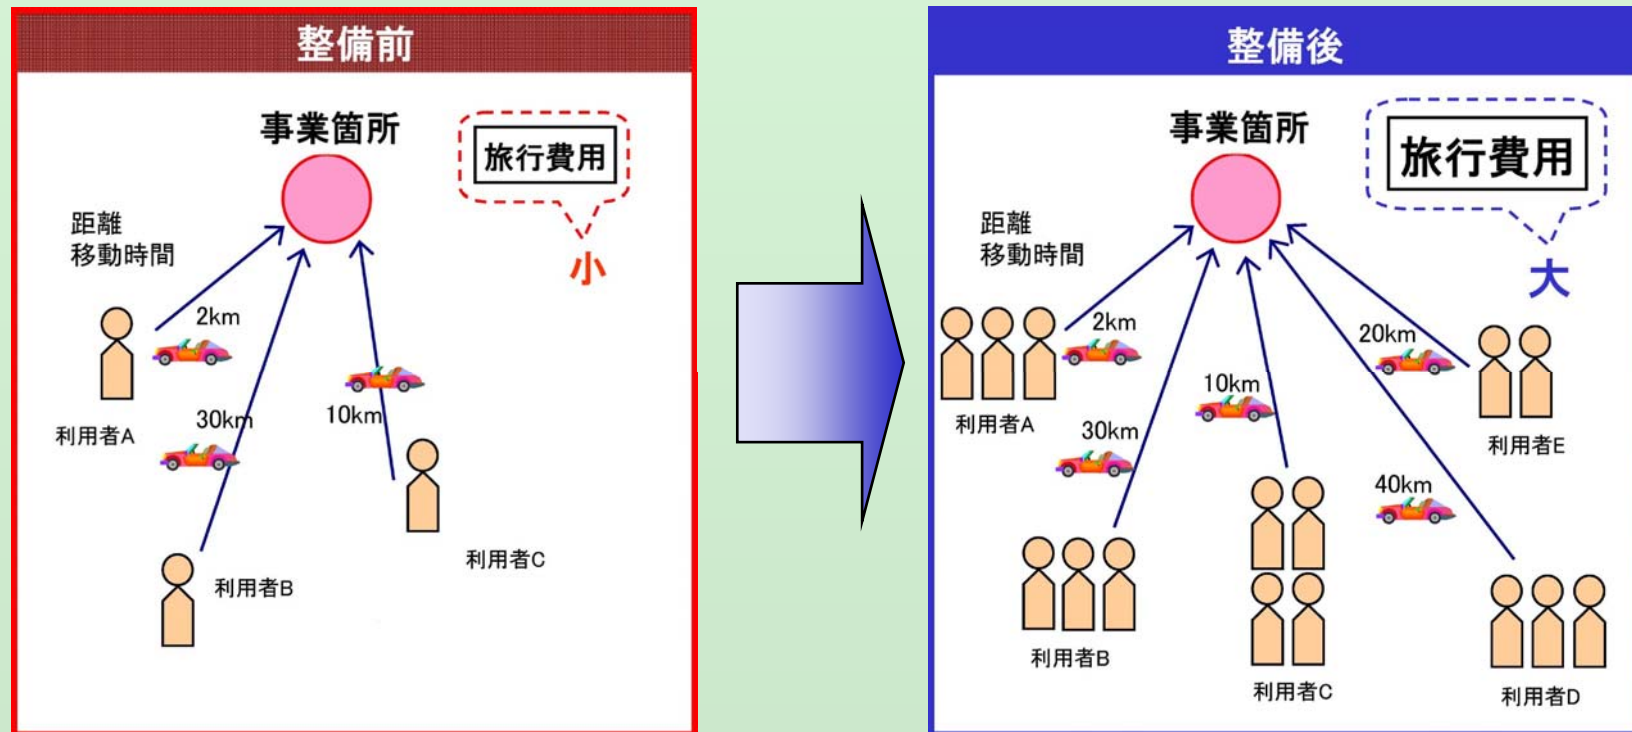 整備前
事業箇所
旅行費用
小
距離
移動時間
2km
利用者A
30km
10km
利用者C
利用者B
整備後
事業箇所
旅行費用
大
距離
移動時間
2km
20km
利用者A
10km
利用者E
30km
40km
利用者B
利用者C
利用者D